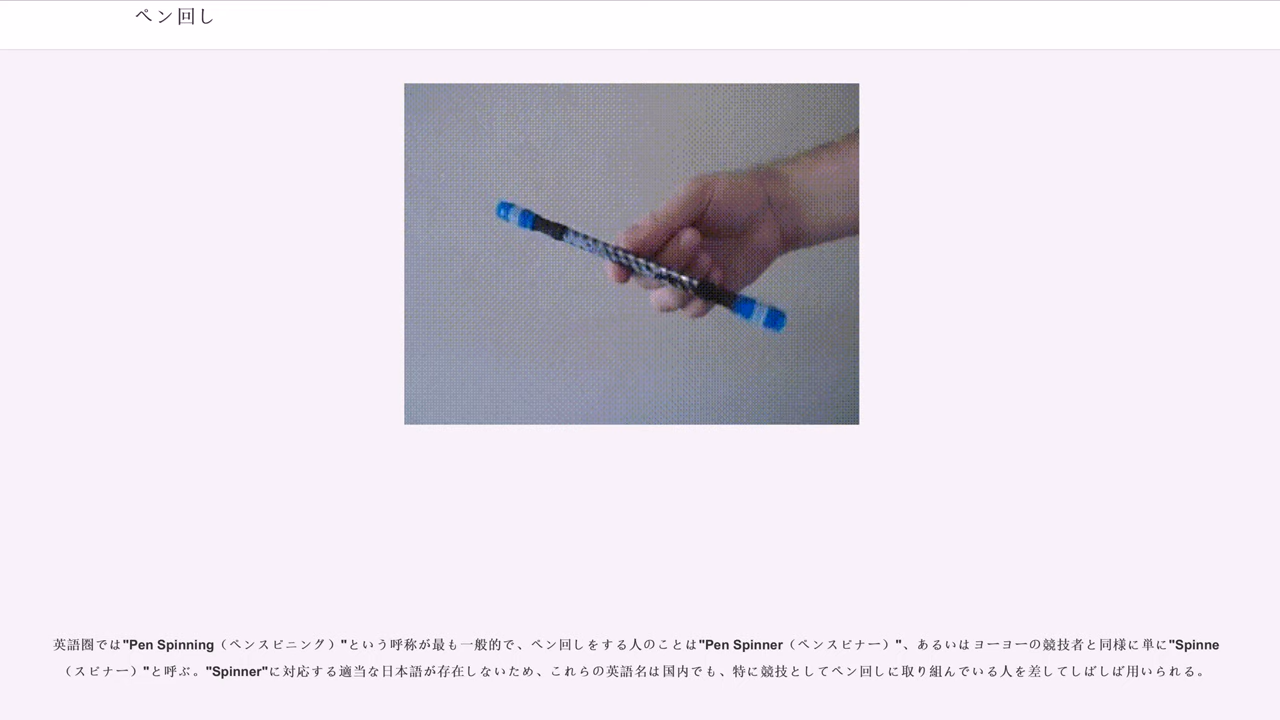 ペン回し
英語圏では"Pen Spinning（ペンスピニング）"という呼称が最も一般的で、ペン回しをする人のことは"Pen Spinner（ペンスピナー）"、あるいはヨーヨーの競技者と同様に単に"Spinne
（スピナー）"と呼ぶ。"Spinner"に対応する適当な日本語が存在しないため、これらの英語名は国内でも、特に競技としてペン回しに取り組んでいる人を差してしばしば用いられる。